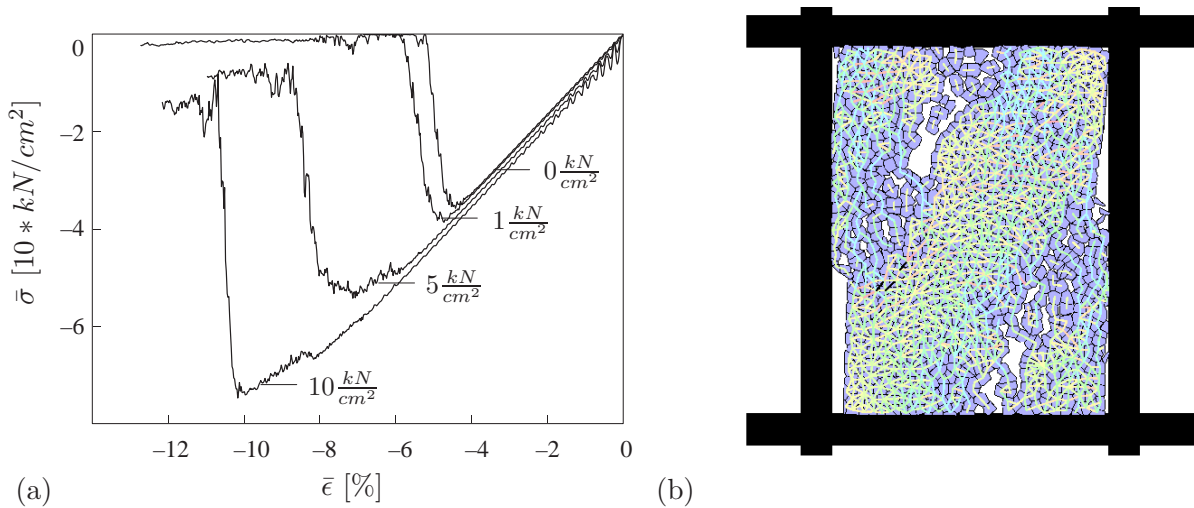 0
–2
–4
–6
σ̄ [10 ∗ kN/cm²]
0 kN/cm²
1 kN/cm²
5 kN/cm²
10 kN/cm²
–12 –10 –8 –6 –4 –2 0
ϵ̄ [%]
(a)
(b)